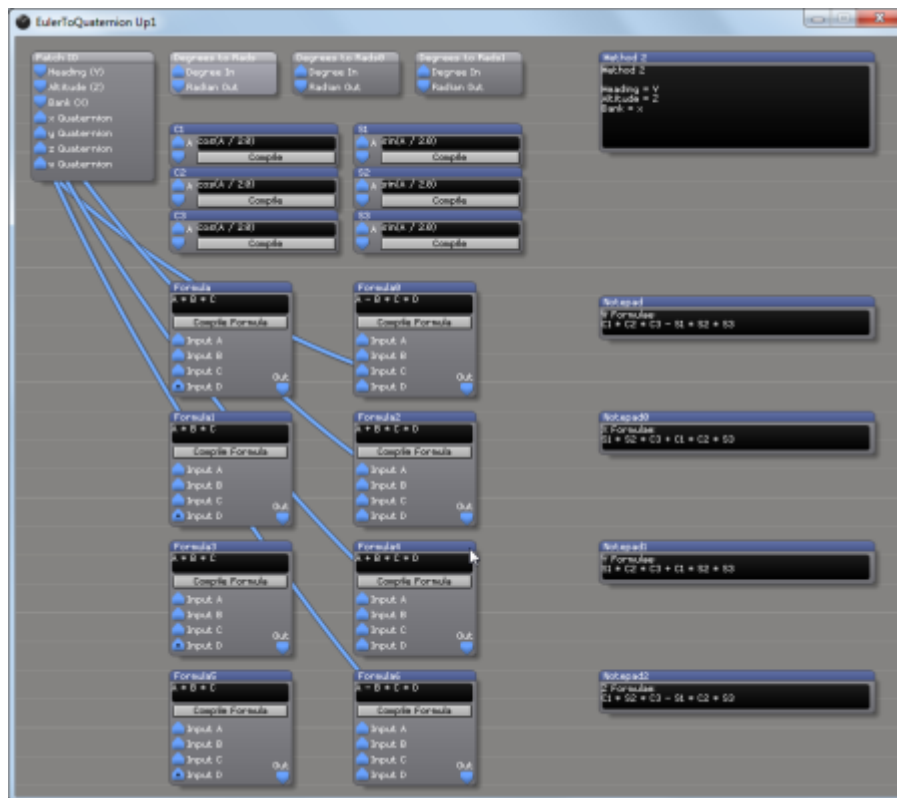 EulerToQuaternion Up1
Patch IO
Heading (Y)
Altitude (Z)
Bank (X)
x Quaternion
y Quaternion
z Quaternion
w Quaternion
Degrees to Rads
Degree In
Radian Out
Degrees to Rads0
Degree In
Radian Out
Degrees to Rads1
Degree In
Radian Out
Method 2
Method 2
Heading = Y
Altitude = Z
Bank = x
C1
A cos(A / 2.0)
Compile
S1
A sin(A / 2.0)
Compile
C2
A cos(A / 2.0)
Compile
S2
A sin(A / 2.0)
Compile
C3
A cos(A / 2.0)
Compile
S3
A sin(A / 2.0)
Compile
Formula
A * B * C
Compile Formula
Input A
Input B
Input C
Input D
Out
Formula0
A - B * C * D
Compile Formula
Input A
Input B
Input C
Input D
Out
Notepad
W Formulae:
C1 * C2 * C3 - S1 * S2 * S3
Formula1
A * B * C
Compile Formula
Input A
Input B
Input C
Input D
Out
Formula2
A + B * C * D
Compile Formula
Input A
Input B
Input C
Input D
Out
Notepad0
X Formulae:
S1 * S2 * C3 + C1 * C2 * S3
Formula3
A * B * C
Compile Formula
Input A
Input B
Input C
Input D
Out
Formula4
A + B * C * D
Compile Formula
Input A
Input B
Input C
Input D
Out
Notepad1
Y Formulae:
S1 * C2 * C3 + C1 * S2 * S3
Formula5
A * B * C
Compile Formula
Input A
Input B
Input C
Input D
Out
Formula6
A - B * C * D
Compile Formula
Input A
Input B
Input C
Input D
Out
Notepad2
Z Formulae:
C1 * S2 * C3 - S1 * C2 * S3